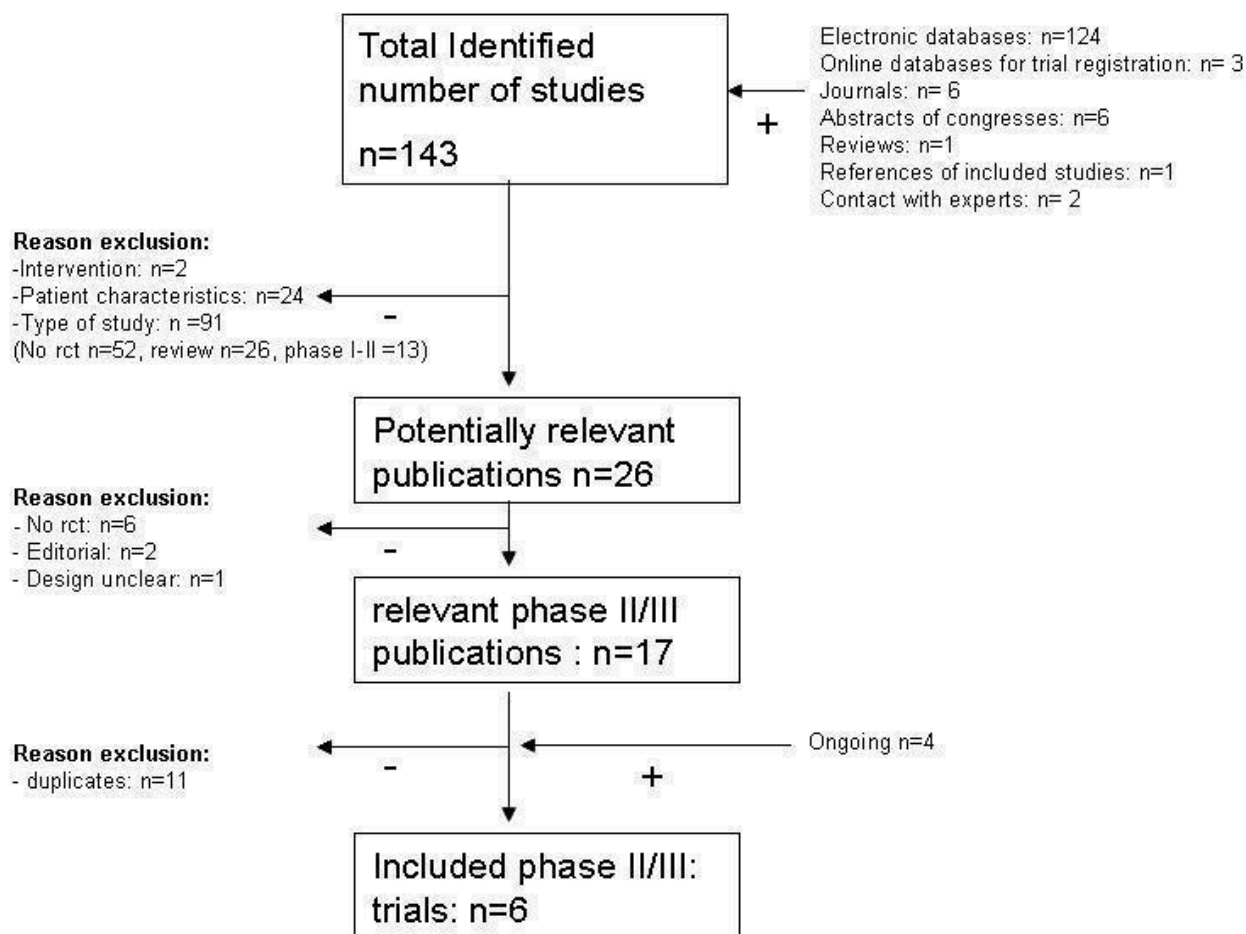 Total Identified
number of studies
n=143
Electronic databases: n=124
Online databases for trial registration: n= 3
Journals: n= 6
Abstracts of congresses: n=6
Reviews: n=1
References of included studies: n=1
Contact with experts: n= 2
+
Reason exclusion:
-Intervention: n=2
-Patient characteristics: n=24
-Type of study: n =91
(No rct n=52, review n=26, phase I-II =13)
-
Potentially relevant
publications n=26
Reason exclusion:
- No rct: n=6
- Editorial: n=2
- Design unclear: n=1
-
relevant phase II/III
publications : n=17
Reason exclusion:
- duplicates: n=11
-
Ongoing n=4
+
Included phase II/III:
trials: n=6